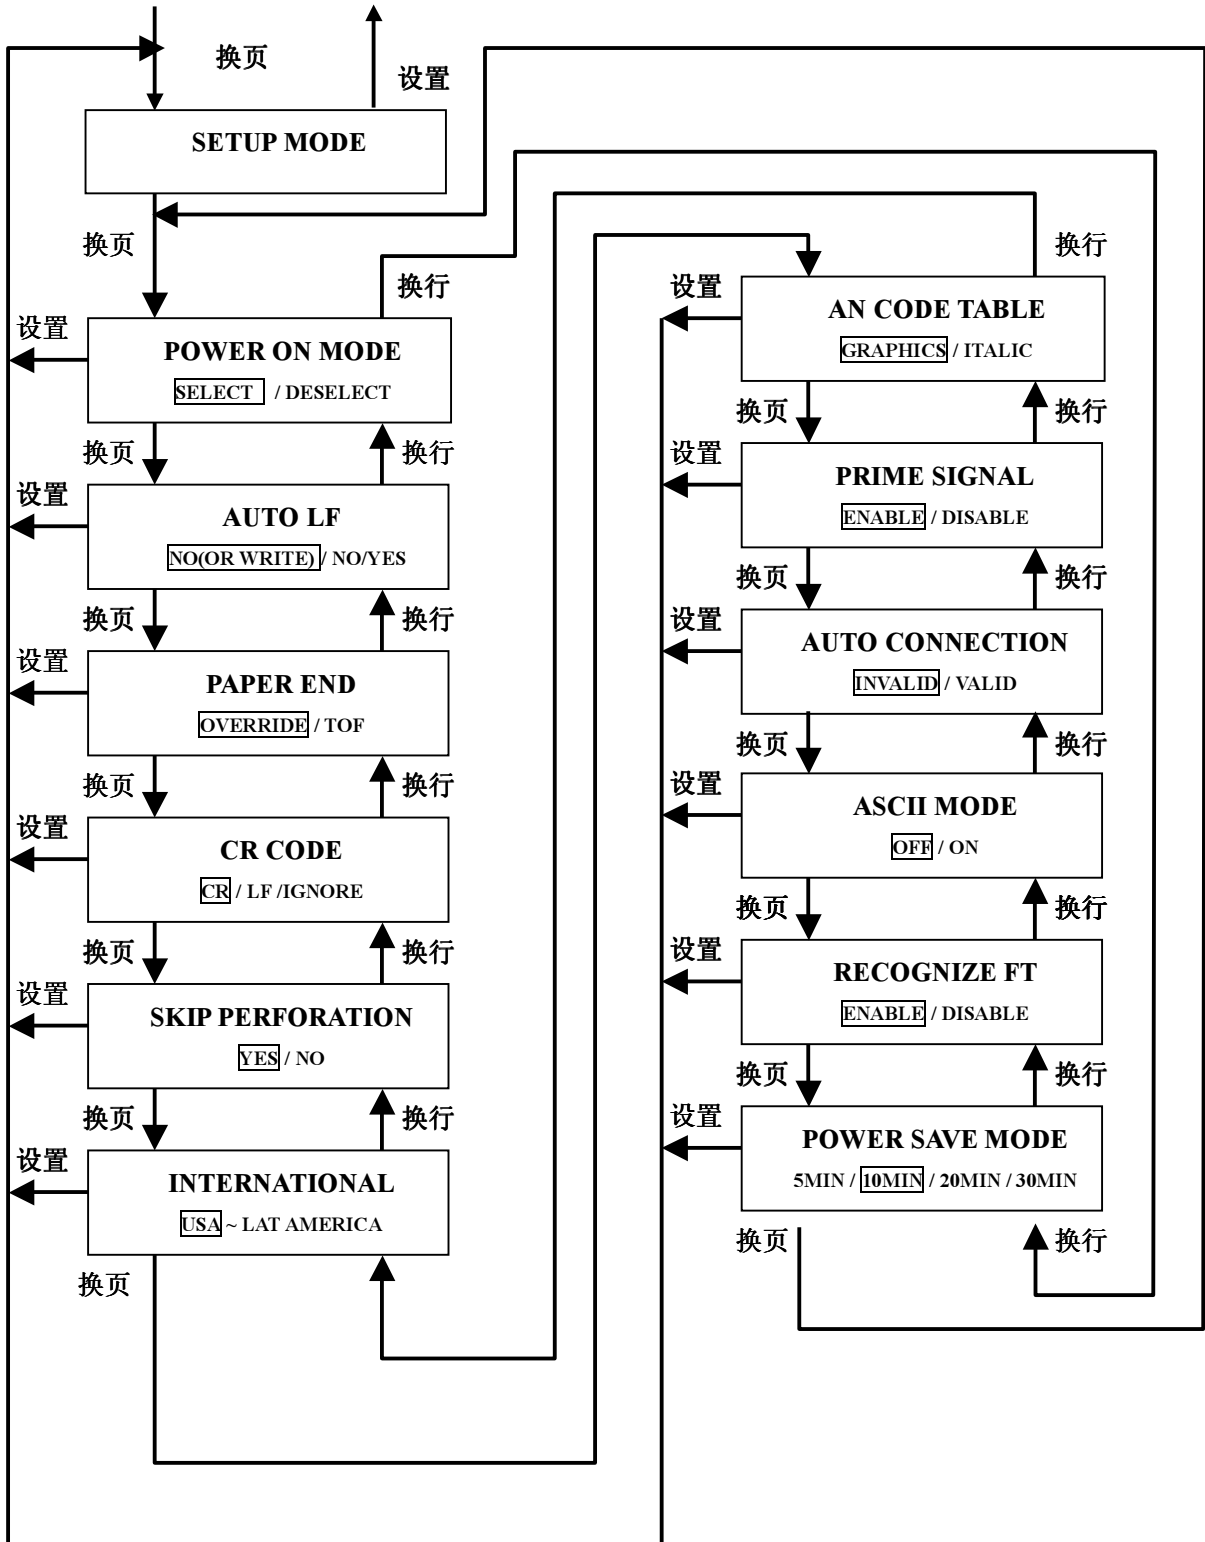 换页
设置
SETUP MODE
换页
换行
设置
POWER ON MODE
SELECT / DESELECT
换页
换行
设置
AUTO LF
NO(OR WRITE) / NO/YES
换页
换行
设置
PAPER END
OVERRIDE / TOF
换页
换行
设置
CR CODE
CR / LF /IGNORE
换页
换行
设置
SKIP PERFORATION
YES / NO
换页
换行
设置
INTERNATIONAL
USA ~ LAT AMERICA
换页
换行
设置
AN CODE TABLE
GRAPHICS / ITALIC
换页
换行
设置
PRIME SIGNAL
ENABLE / DISABLE
换页
换行
设置
AUTO CONNECTION
INVALID / VALID
换页
换行
设置
ASCII MODE
OFF / ON
换页
换行
设置
RECOGNIZE FT
ENABLE / DISABLE
换页
换行
设置
POWER SAVE MODE
5MIN / 10MIN / 20MIN / 30MIN
换页
换行